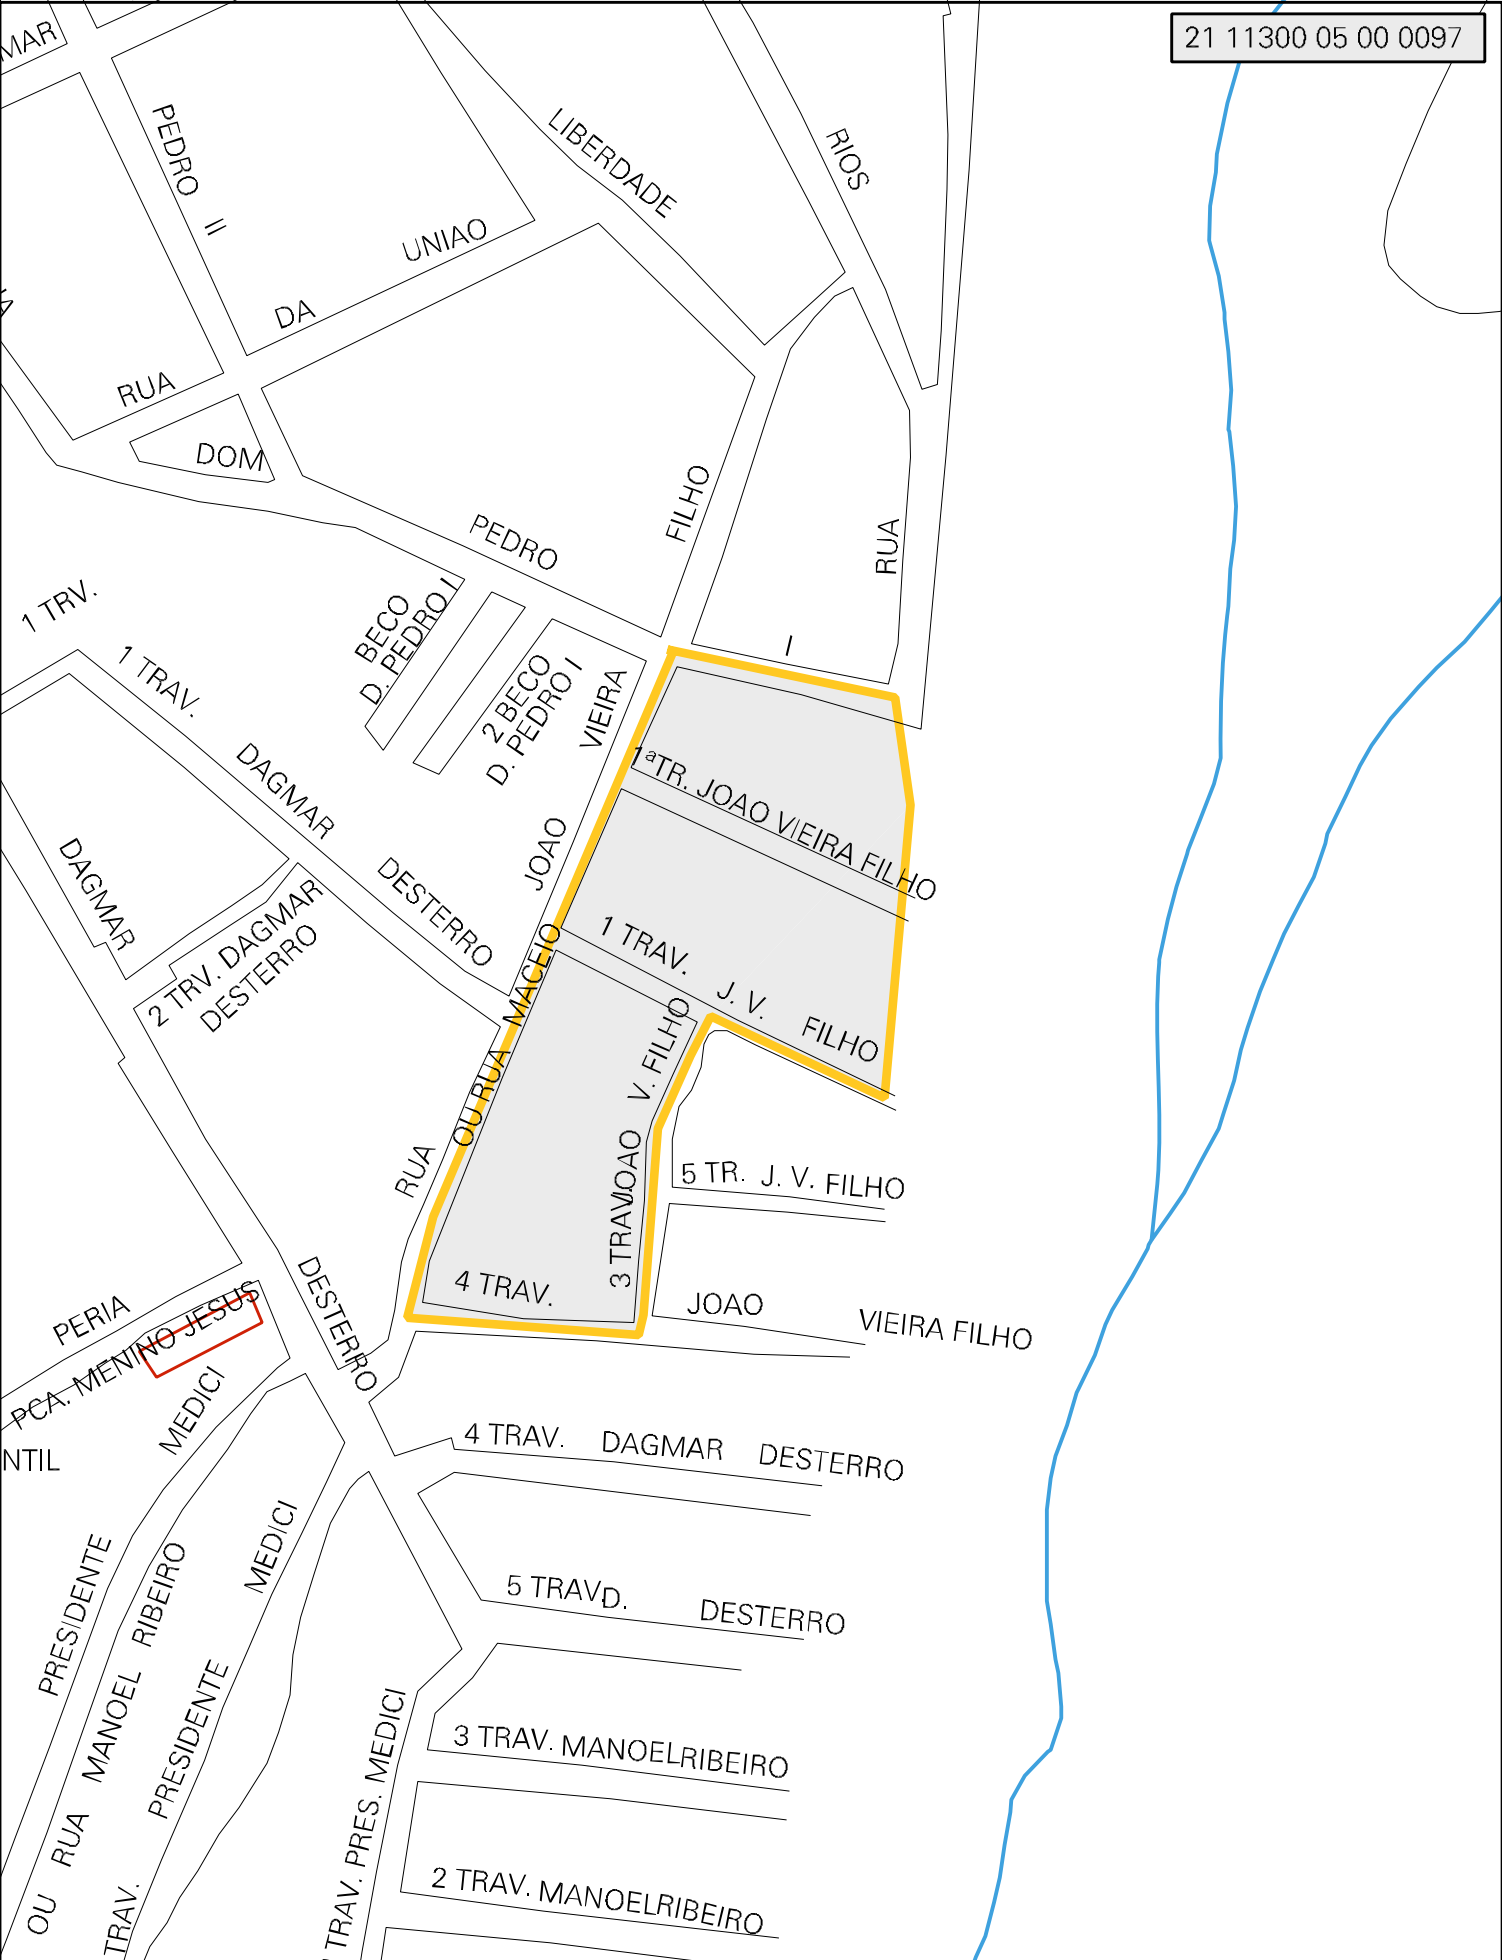 21 11300 05 00 0097
MAR
PEDRO II
LIBERDADE
RIOS
RUA DA UNIAO
DOM PEDRO I
RUA
BECO
D. PEDRO I
2 BECO
D. PEDRO I
1 TRV.
1 TRAV. DAGMAR DESTERRO
DAGMAR
2 TRV. DAGMAR
DESTERRO
RUA JOAO VIEIRA FILHO
OU RUA MACEIO
1ªTR. JOAO VIEIRA FILHO
1 TRAV. J. V. FILHO
3 TRAV. JOAO V. FILHO
5 TR. J. V. FILHO
4 TRAV. JOAO VIEIRA FILHO
DESTERRO
PERIA
PCA. MENINO JESUS
NTIL
PRESIDENTE MEDICI
OU RUA MANOEL RIBEIRO
TRAV. PRESIDENTE MEDICI
4 TRAV. DAGMAR DESTERRO
5 TRAV. D. DESTERRO
TRAV. PRES. MEDICI
3 TRAV. MANOELRIBEIRO
2 TRAV. MANOELRIBEIRO